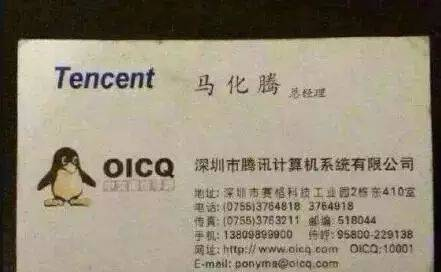 Tencent
马化腾 总经理
OICQ
深圳市腾讯计算机系统有限公司
地址: 深圳市赛格科技工业园2栋东410室
电话: (0755)3764818 3764918
传真: (0755)3763211 邮编: 518044
手机: 13809899900 传呼: 95800-229138
网址: http://www.oicq.com OICQ:10001
E-mail: ponyma@oicq.com